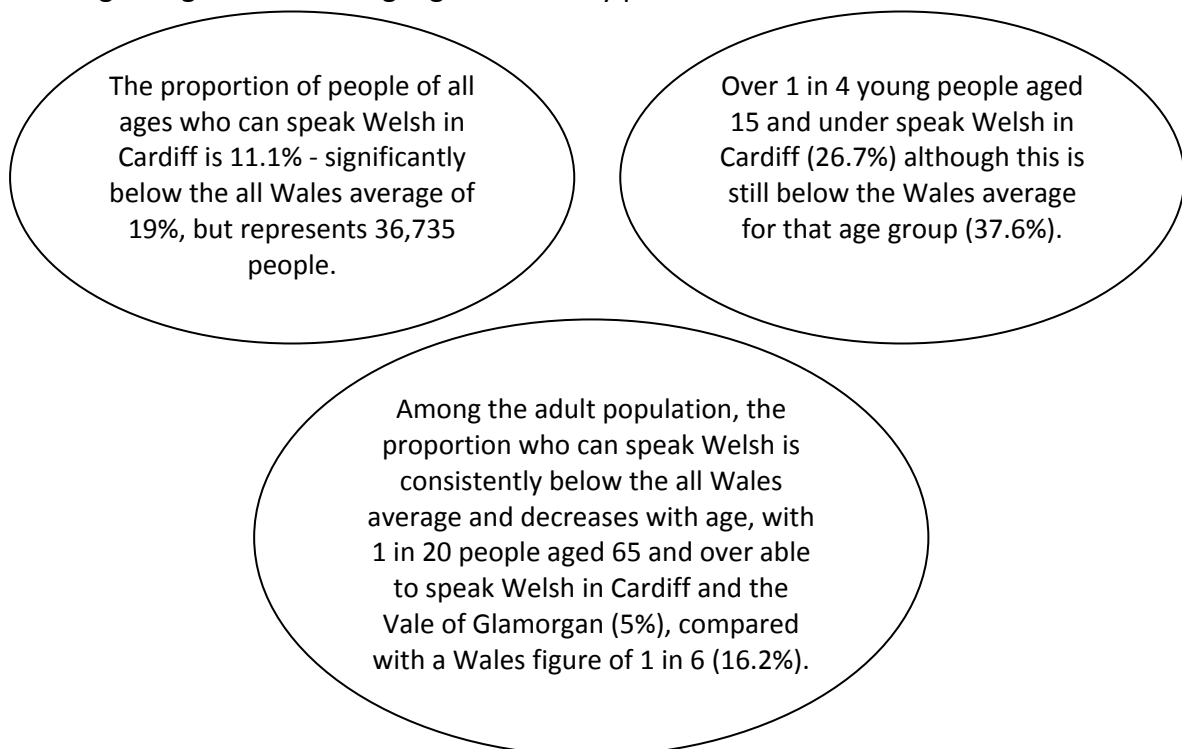 The proportion of people of all
ages who can speak Welsh in
Cardiff is 11.1% - significantly
below the all Wales average of
19%, but represents 36,735
people.
Over 1 in 4 young people aged
15 and under speak Welsh in
Cardiff (26.7%) although this is
still below the Wales average
for that age group (37.6%).
Among the adult population, the
proportion who can speak Welsh is
consistently below the all Wales
average and decreases with age, with
1 in 20 people aged 65 and over able
to speak Welsh in Cardiff and the
Vale of Glamorgan (5%), compared
with a Wales figure of 1 in 6 (16.2%).